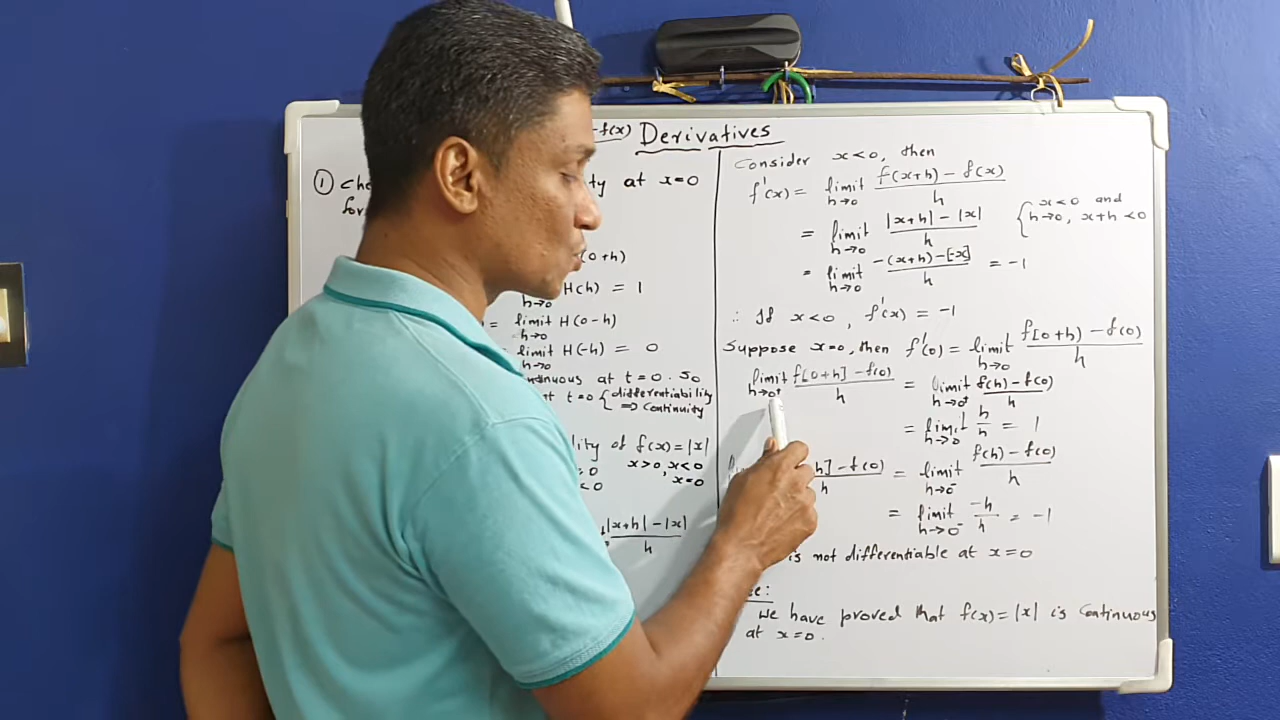 -f(x) Derivatives
① Che ty at x=0
for
(0+h)
h→0 H(h) = 1
= limit H(0-h)
h→0
limit H(-h) = 0
h→0
ontinuous at t=0. So
at t=0 { differentiability
⟹ continuity
ility of f(x)=|x|
=0 x>0, x<0
<0 x=0
|x+h| - |x|
h
Consider x<0, then
f'(x) = limit f(x+h) - f(x)
h→0 h
= limit |x+h| - |x| { x<0 and
h→0 h h→0, x+h <0
= limit -(x+h) - [-x] = -1
h→0 h
∴ If x<0, f'(x) = -1
Suppose x=0, then f'(0) = limit f[0+h] - f(0)
h→0 h
limit f[0+h] - f(0) = limit f(h) - f(0)
h→0⁺ h h→0⁺ h
= limit h = 1
h→0 h
h] - f(0) = limit f(h) - f(0)
h h→0⁻ h
= limit -h = -1
h→0⁻ h
is not differentiable at x=0
We have proved that f(x) = |x| is Continuous
at x=0.